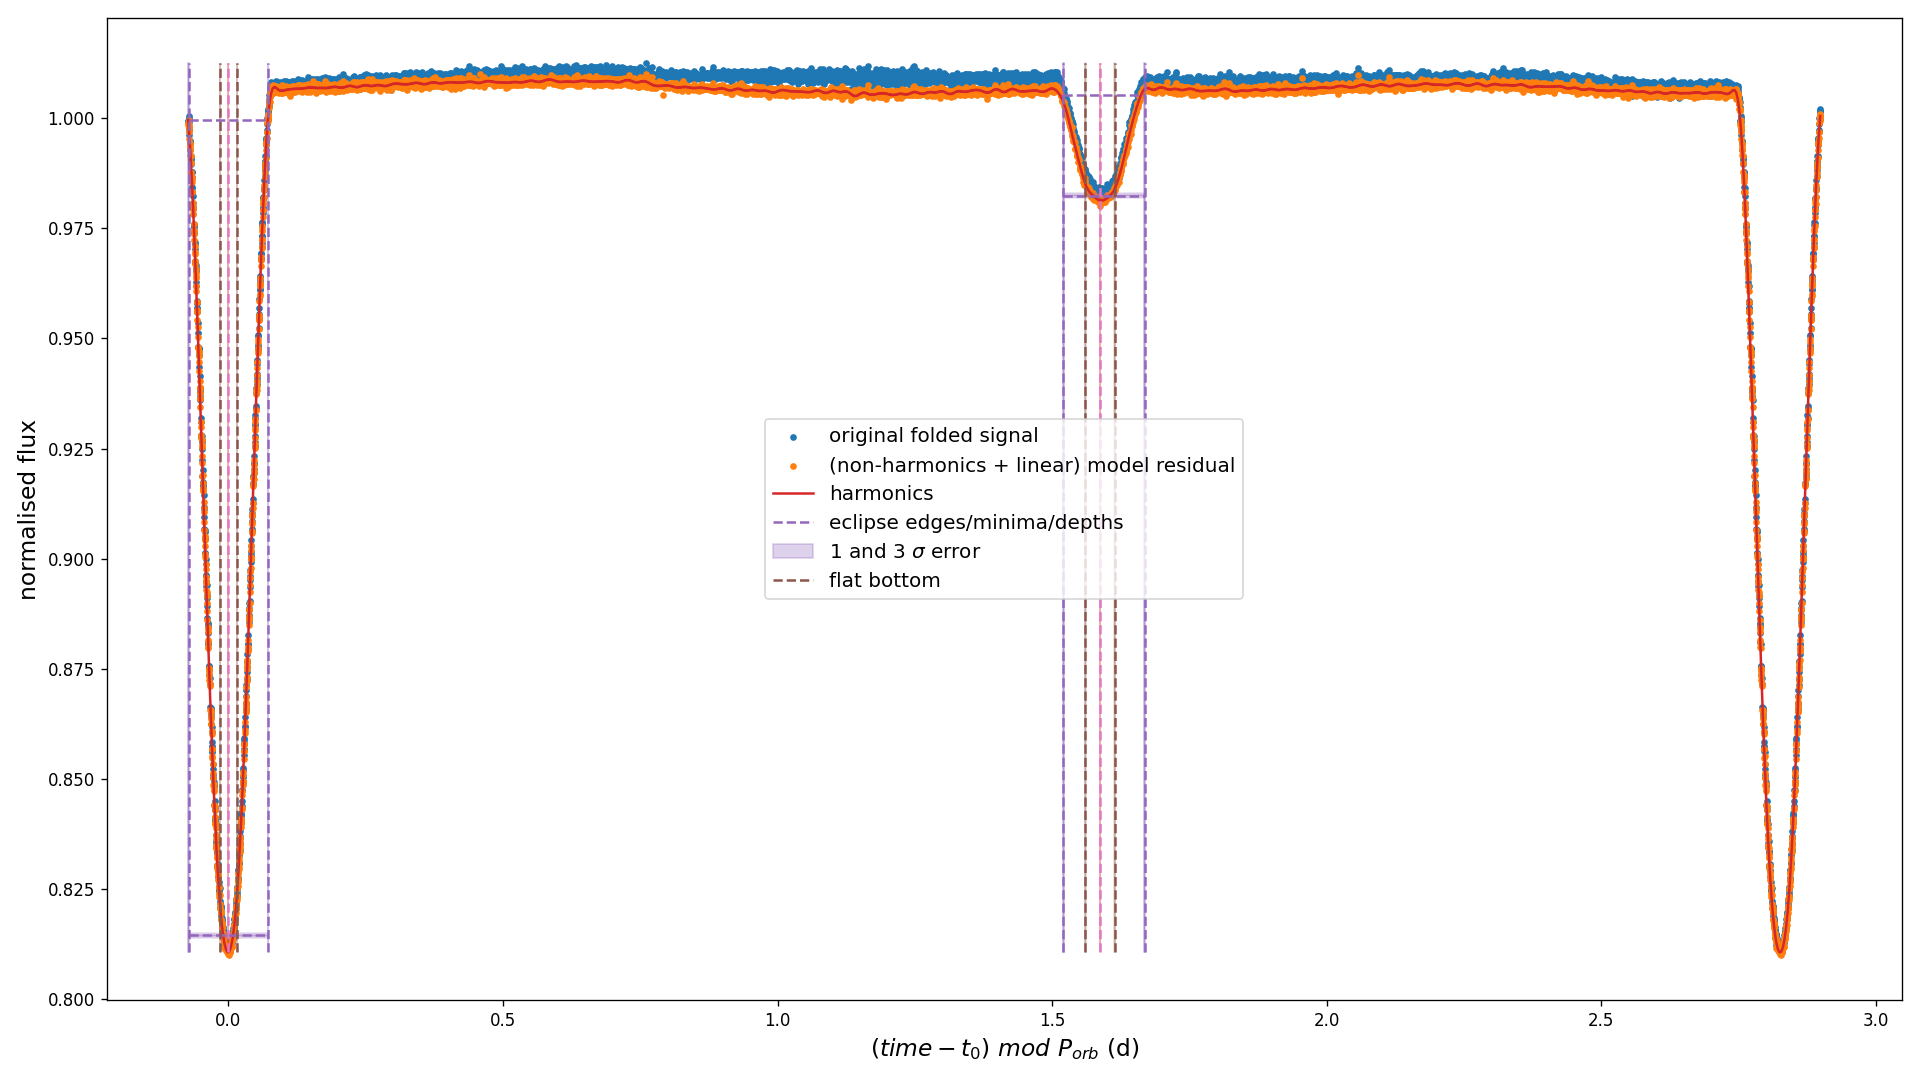 1.000
0.975
0.950
0.925
0.900
0.875
0.850
0.825
0.800
normalised flux
original folded signal
(non-harmonics + linear) model residual
harmonics
eclipse edges/minima/depths
1 and 3 σ error
flat bottom
0.0 0.5 1.0 1.5 2.0 2.5 3.0
(time − t₀) mod Pₒᵣb (d)